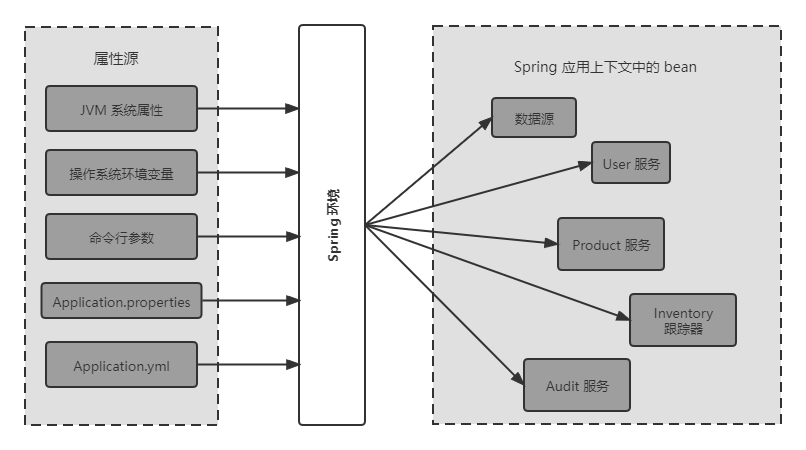 属性源
JVM 系统属性
操作系统环境变量
命令行参数
Application.properties
Application.yml
Spring 环境
Spring 应用上下文中的 bean
数据源
User 服务
Product 服务
Inventory
跟踪器
Audit 服务